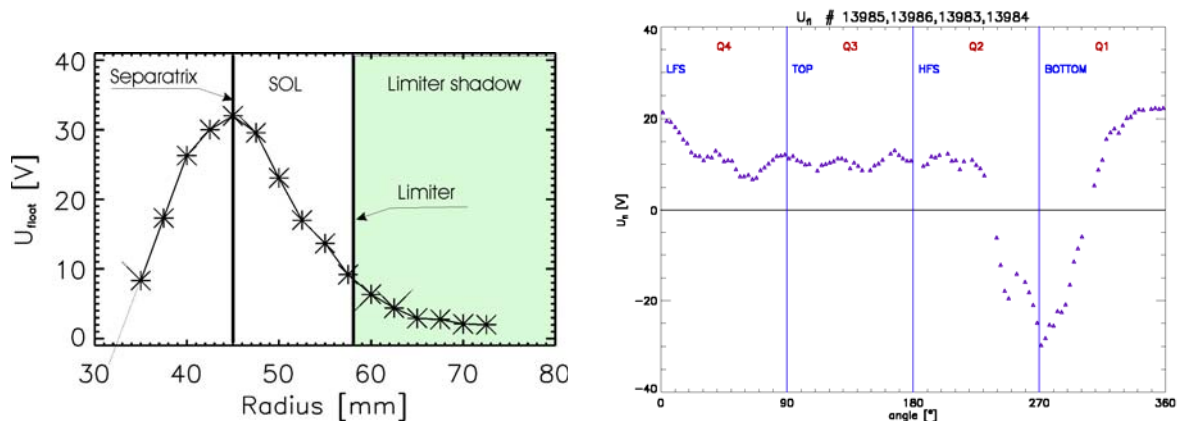 40
30
20
10
0
U_float [V]
Separatrix
SOL
Limiter shadow
Limiter
30 40 50 60 70 80
Radius [mm]
U_fl # 13985,13986,13983,13984
40
20
0
−20
−40
U_fl [V]
Q4 Q3 Q2 Q1
LFS TOP HFS BOTTOM
0 90 180 270 360
angle [°]